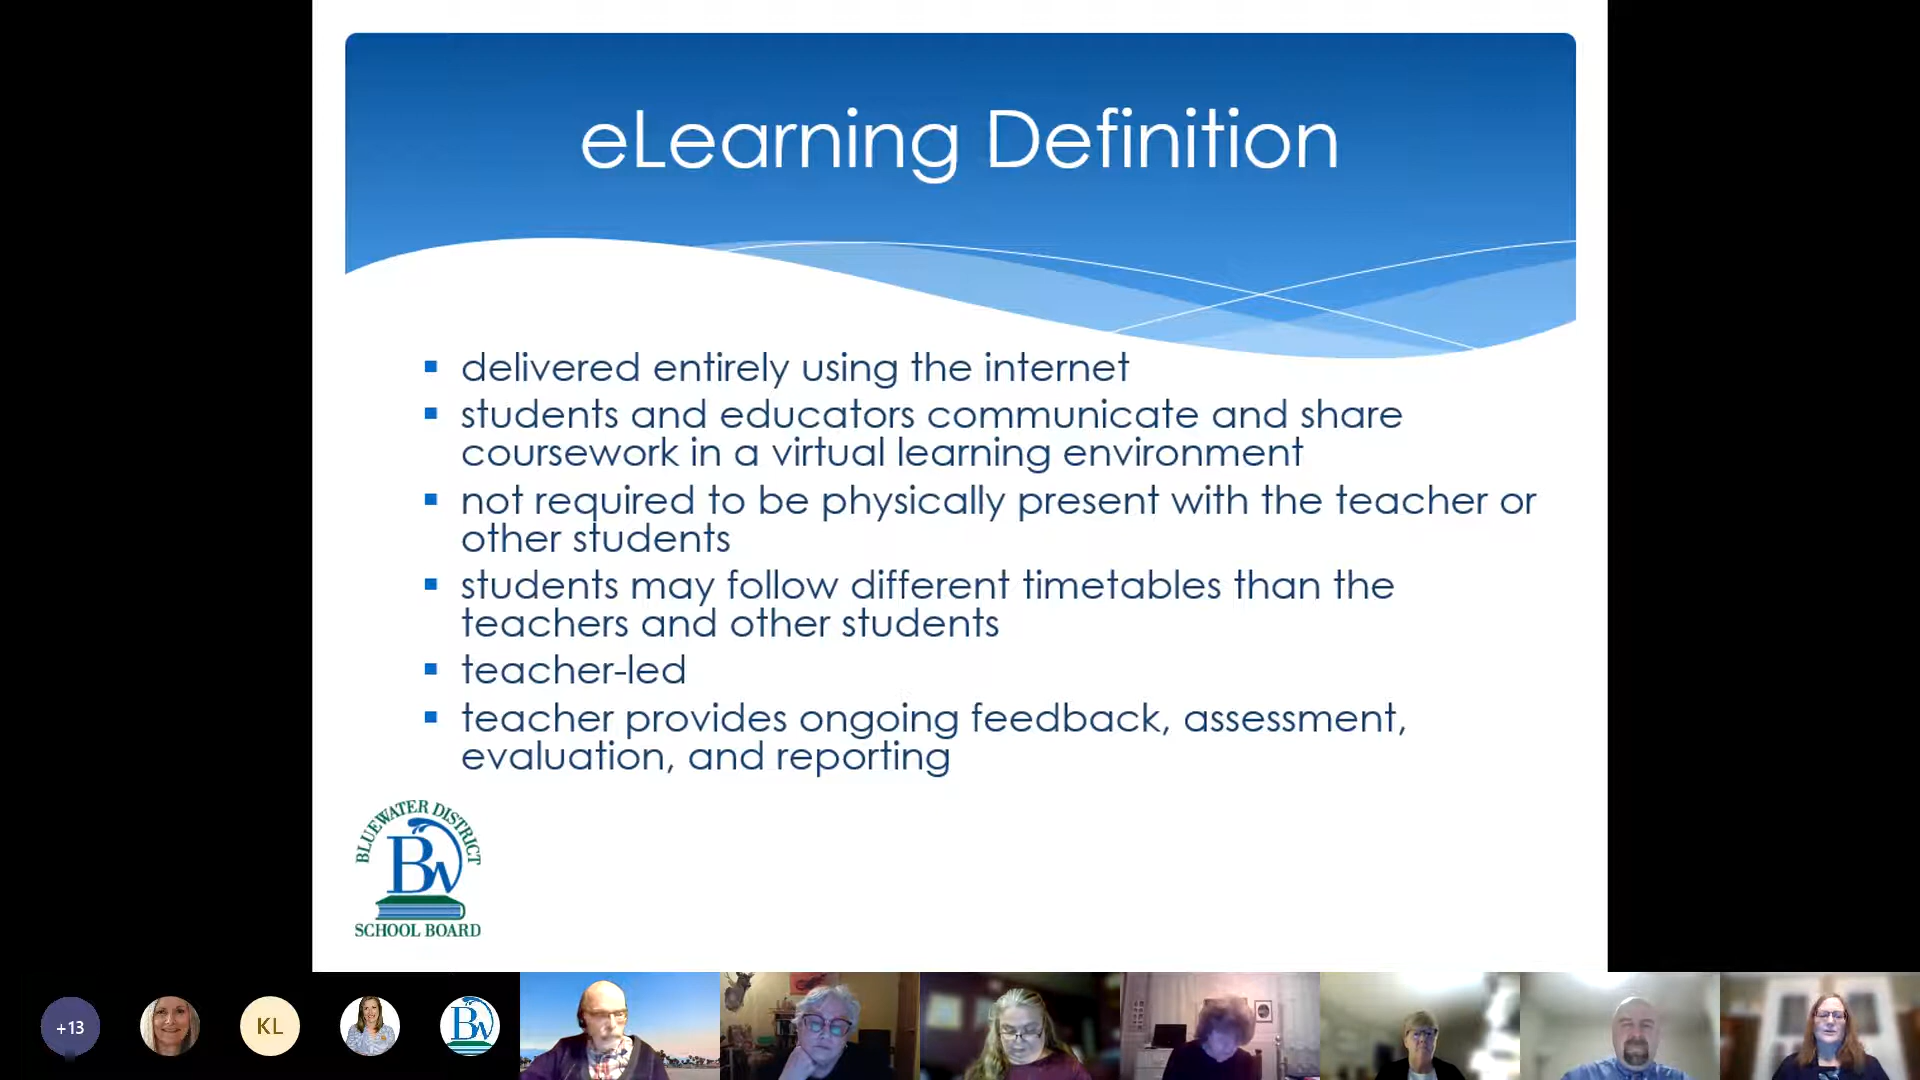 eLearning Definition
delivered entirely using the internet
students and educators communicate and share
coursework in a virtual learning environment
not required to be physically present with the teacher or
other students
students may follow different timetables than the
teachers and other students
teacher-led
teacher provides ongoing feedback, assessment,
evaluation, and reporting
BLUEWATER DISTRICT
BW
SCHOOL BOARD
+13
KL
BW